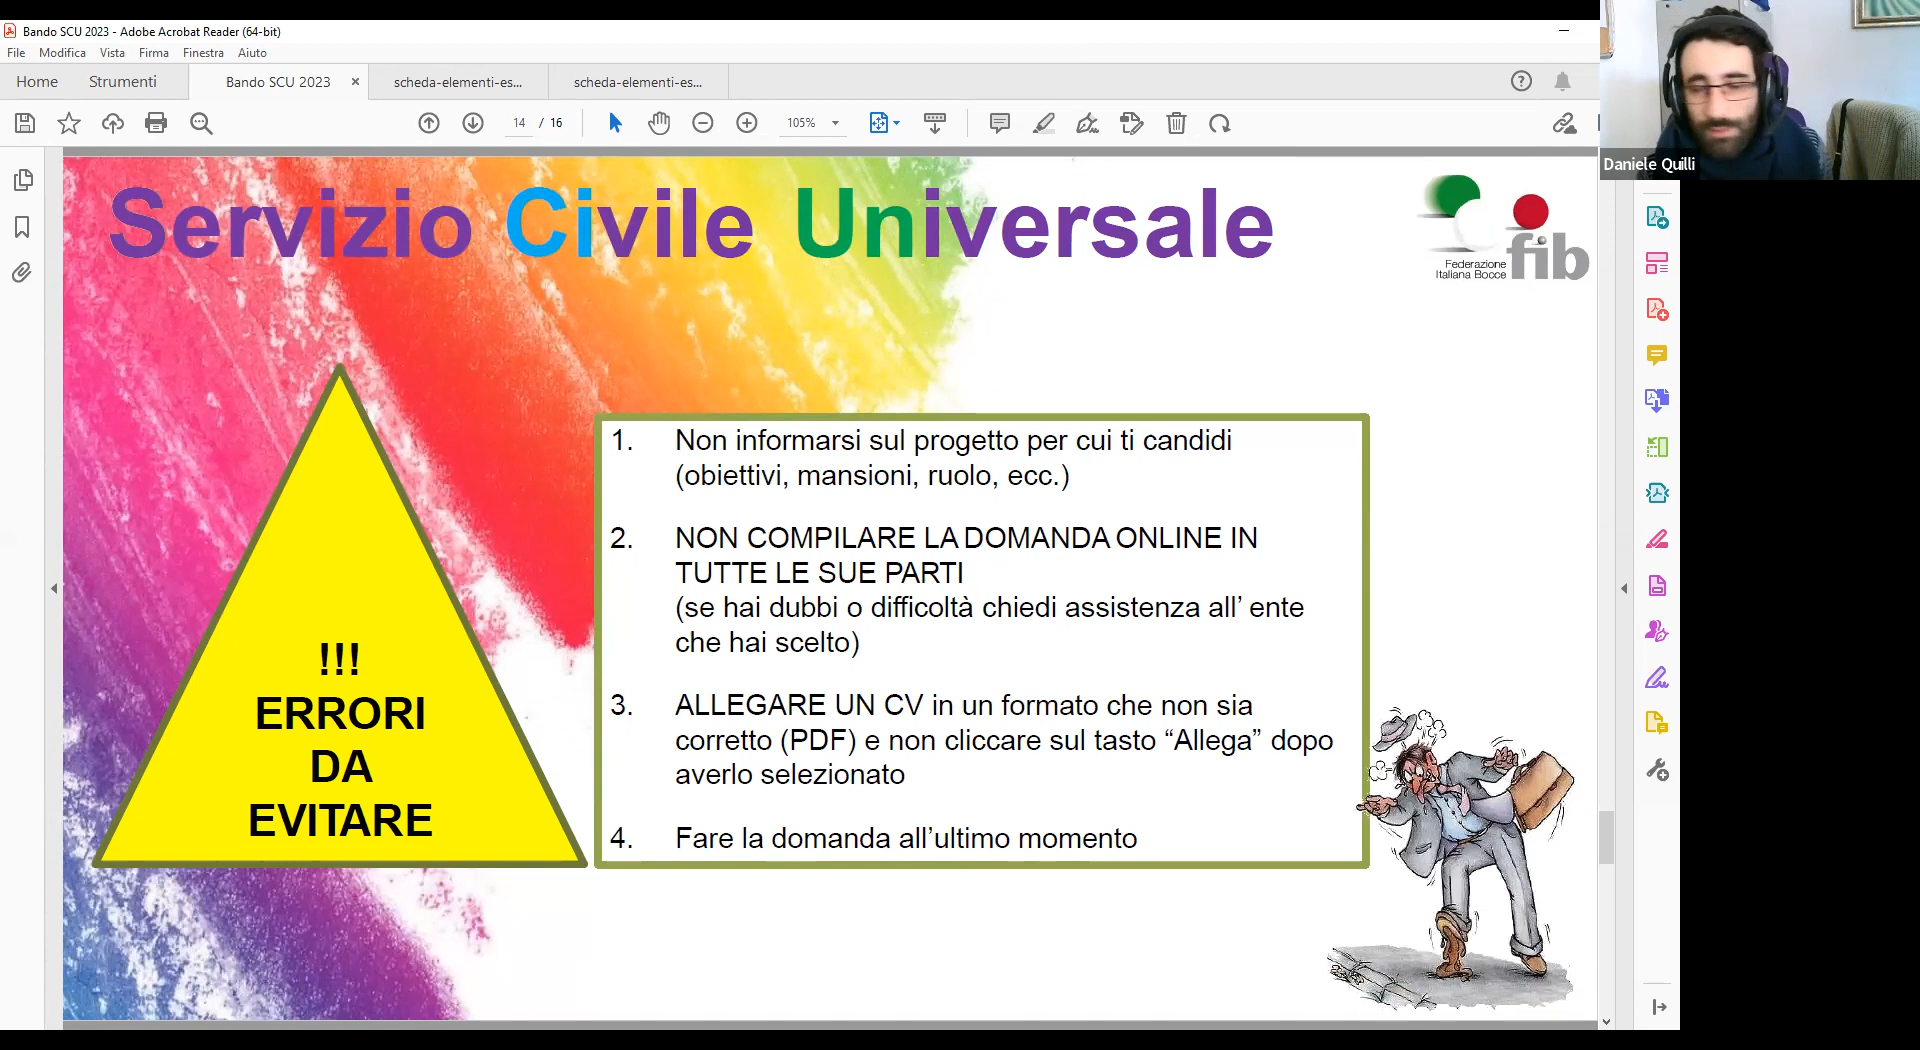 Bando SCU 2023 - Adobe Acrobat Reader (64-bit)
File Modifica Vista Firma Finestra Aiuto
Home Strumenti Bando SCU 2023 × scheda-elementi-es... scheda-elementi-es...
14 / 16 105%
Daniele Quilli
Servizio Civile Universale
fib
Federazione
Italiana Bocce
!!!
ERRORI
DA
EVITARE
1. Non informarsi sul progetto per cui ti candidi
(obiettivi, mansioni, ruolo, ecc.)
2. NON COMPILARE LA DOMANDA ONLINE IN
TUTTE LE SUE PARTI
(se hai dubbi o difficoltà chiedi assistenza all’ ente
che hai scelto)
3. ALLEGARE UN CV in un formato che non sia
corretto (PDF) e non cliccare sul tasto “Allega” dopo
averlo selezionato
4. Fare la domanda all’ultimo momento